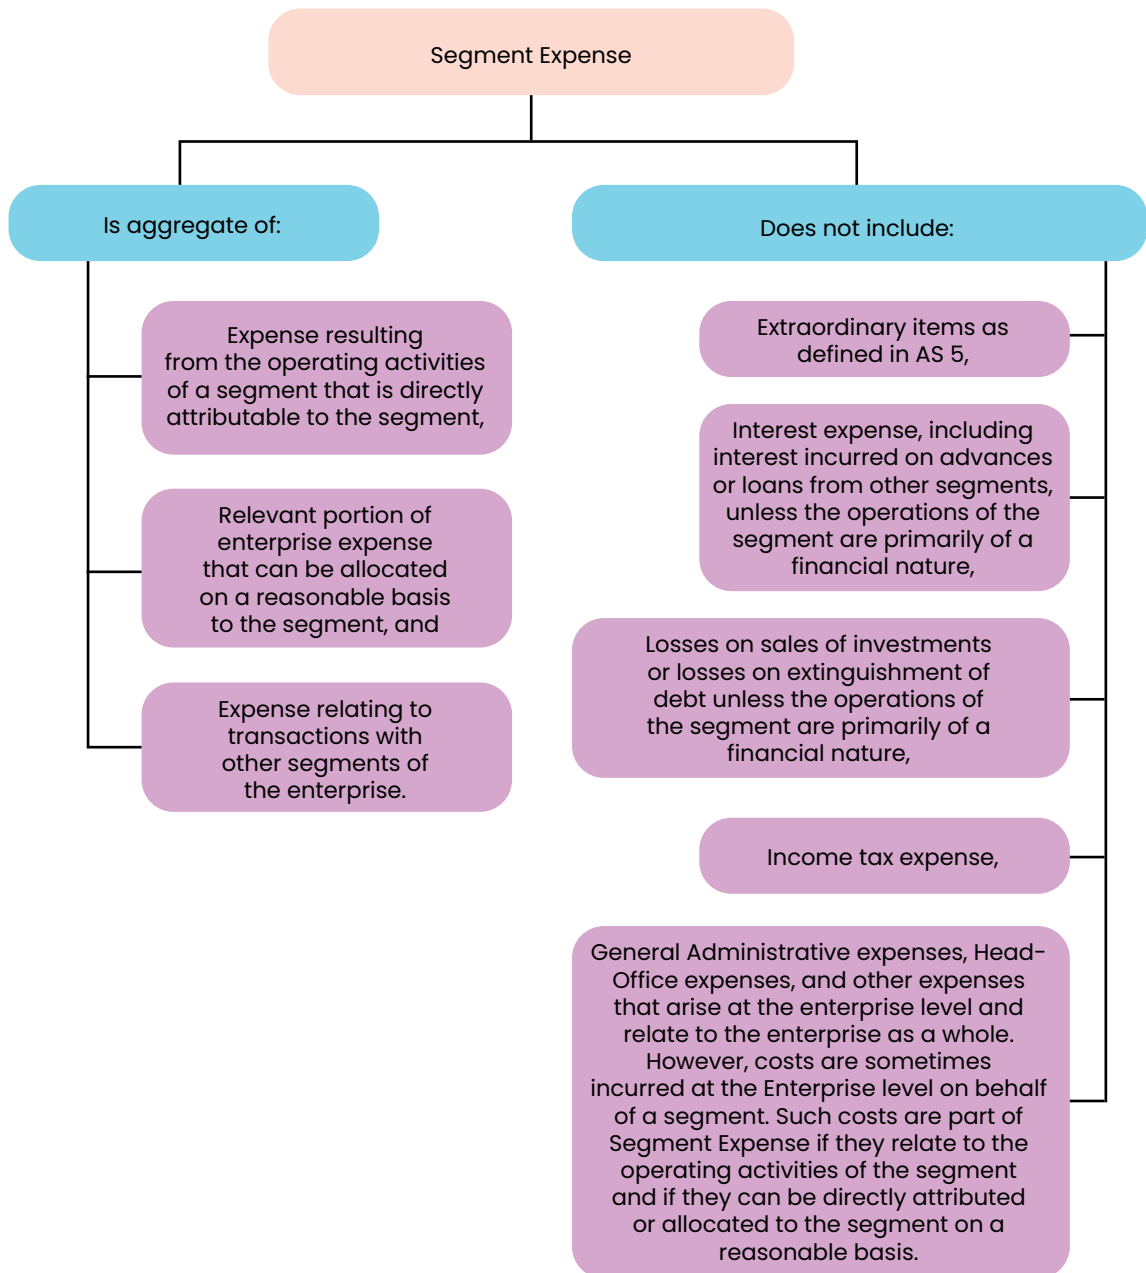 Segment Expense
Is aggregate of:
Expense resulting
from the operating activities
of a segment that is directly
attributable to the segment,
Relevant portion of
enterprise expense
that can be allocated
on a reasonable basis
to the segment, and
Expense relating to
transactions with
other segments of
the enterprise.
Does not include:
Extraordinary items as
defined in AS 5,
Interest expense, including
interest incurred on advances
or loans from other segments,
unless the operations of the
segment are primarily of a
financial nature,
Losses on sales of investments
or losses on extinguishment of
debt unless the operations of
the segment are primarily of a
financial nature,
Income tax expense,
General Administrative expenses, Head-
Office expenses, and other expenses
that arise at the enterprise level and
relate to the enterprise as a whole.
However, costs are sometimes
incurred at the Enterprise level on behalf
of a segment. Such costs are part of
Segment Expense if they relate to the
operating activities of the segment
and if they can be directly attributed
or allocated to the segment on a
reasonable basis.